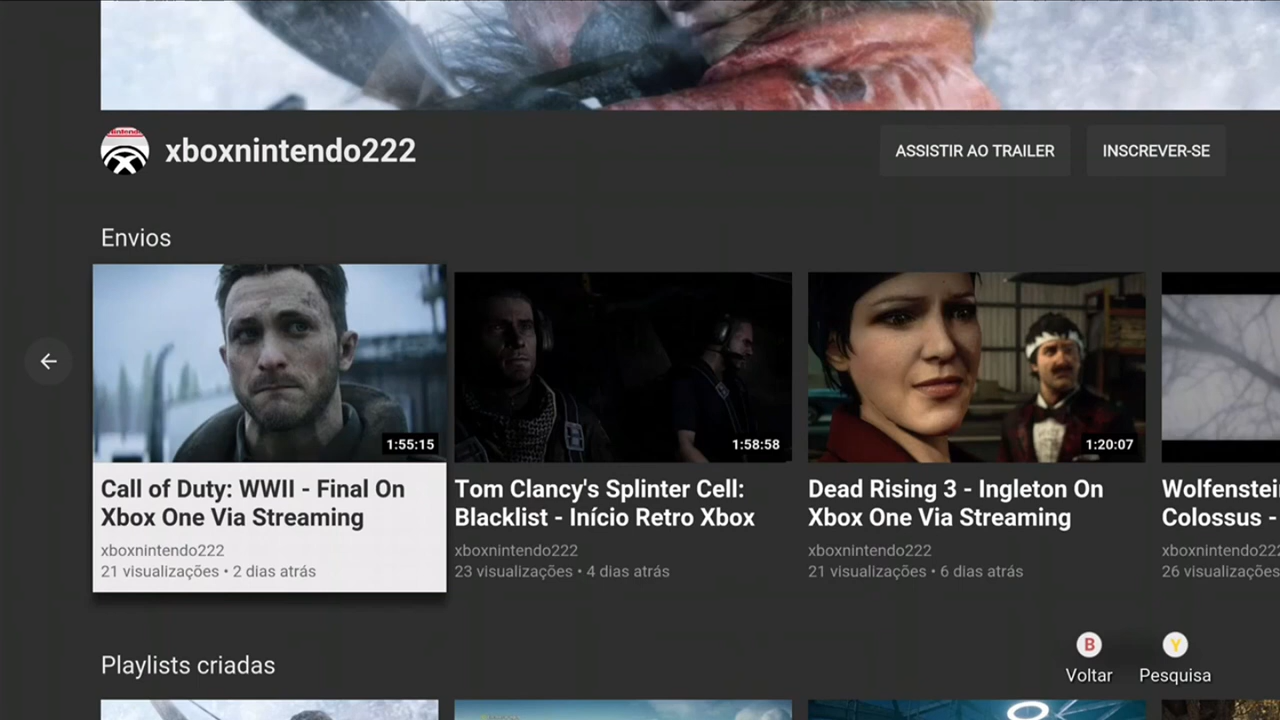 Nintendo
xboxnintendo222
ASSISTIR AO TRAILER
INSCREVER-SE
Envios
1:55:15
1:58:58
1:20:07
Call of Duty: WWII - Final On
Xbox One Via Streaming
xboxnintendo222
21 visualizações • 2 dias atrás
Tom Clancy's Splinter Cell:
Blacklist - Início Retro Xbox
xboxnintendo222
23 visualizações • 4 dias atrás
Dead Rising 3 - Ingleton On
Xbox One Via Streaming
xboxnintendo222
21 visualizações • 6 dias atrás
Wolfenstei
Colossus -
xboxnintendo222
26 visualizações
B
Voltar
Y
Pesquisa
Playlists criadas